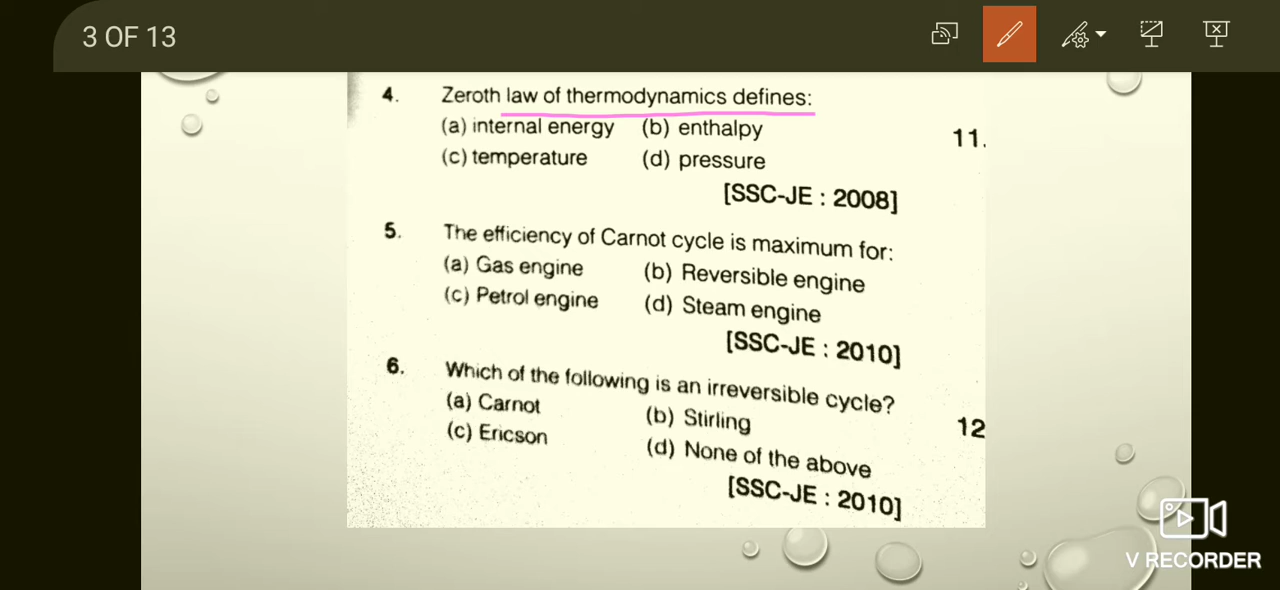 3 OF 13
4. Zeroth law of thermodynamics defines:
(a) internal energy (b) enthalpy
(c) temperature (d) pressure
[SSC-JE : 2008]
5. The efficiency of Carnot cycle is maximum for:
(a) Gas engine (b) Reversible engine
(c) Petrol engine (d) Steam engine
[SSC-JE : 2010]
6. Which of the following is an irreversible cycle?
(a) Carnot (b) Stirling
(c) Ericson (d) None of the above
[SSC-JE : 2010]
11.
12
V RECORDER